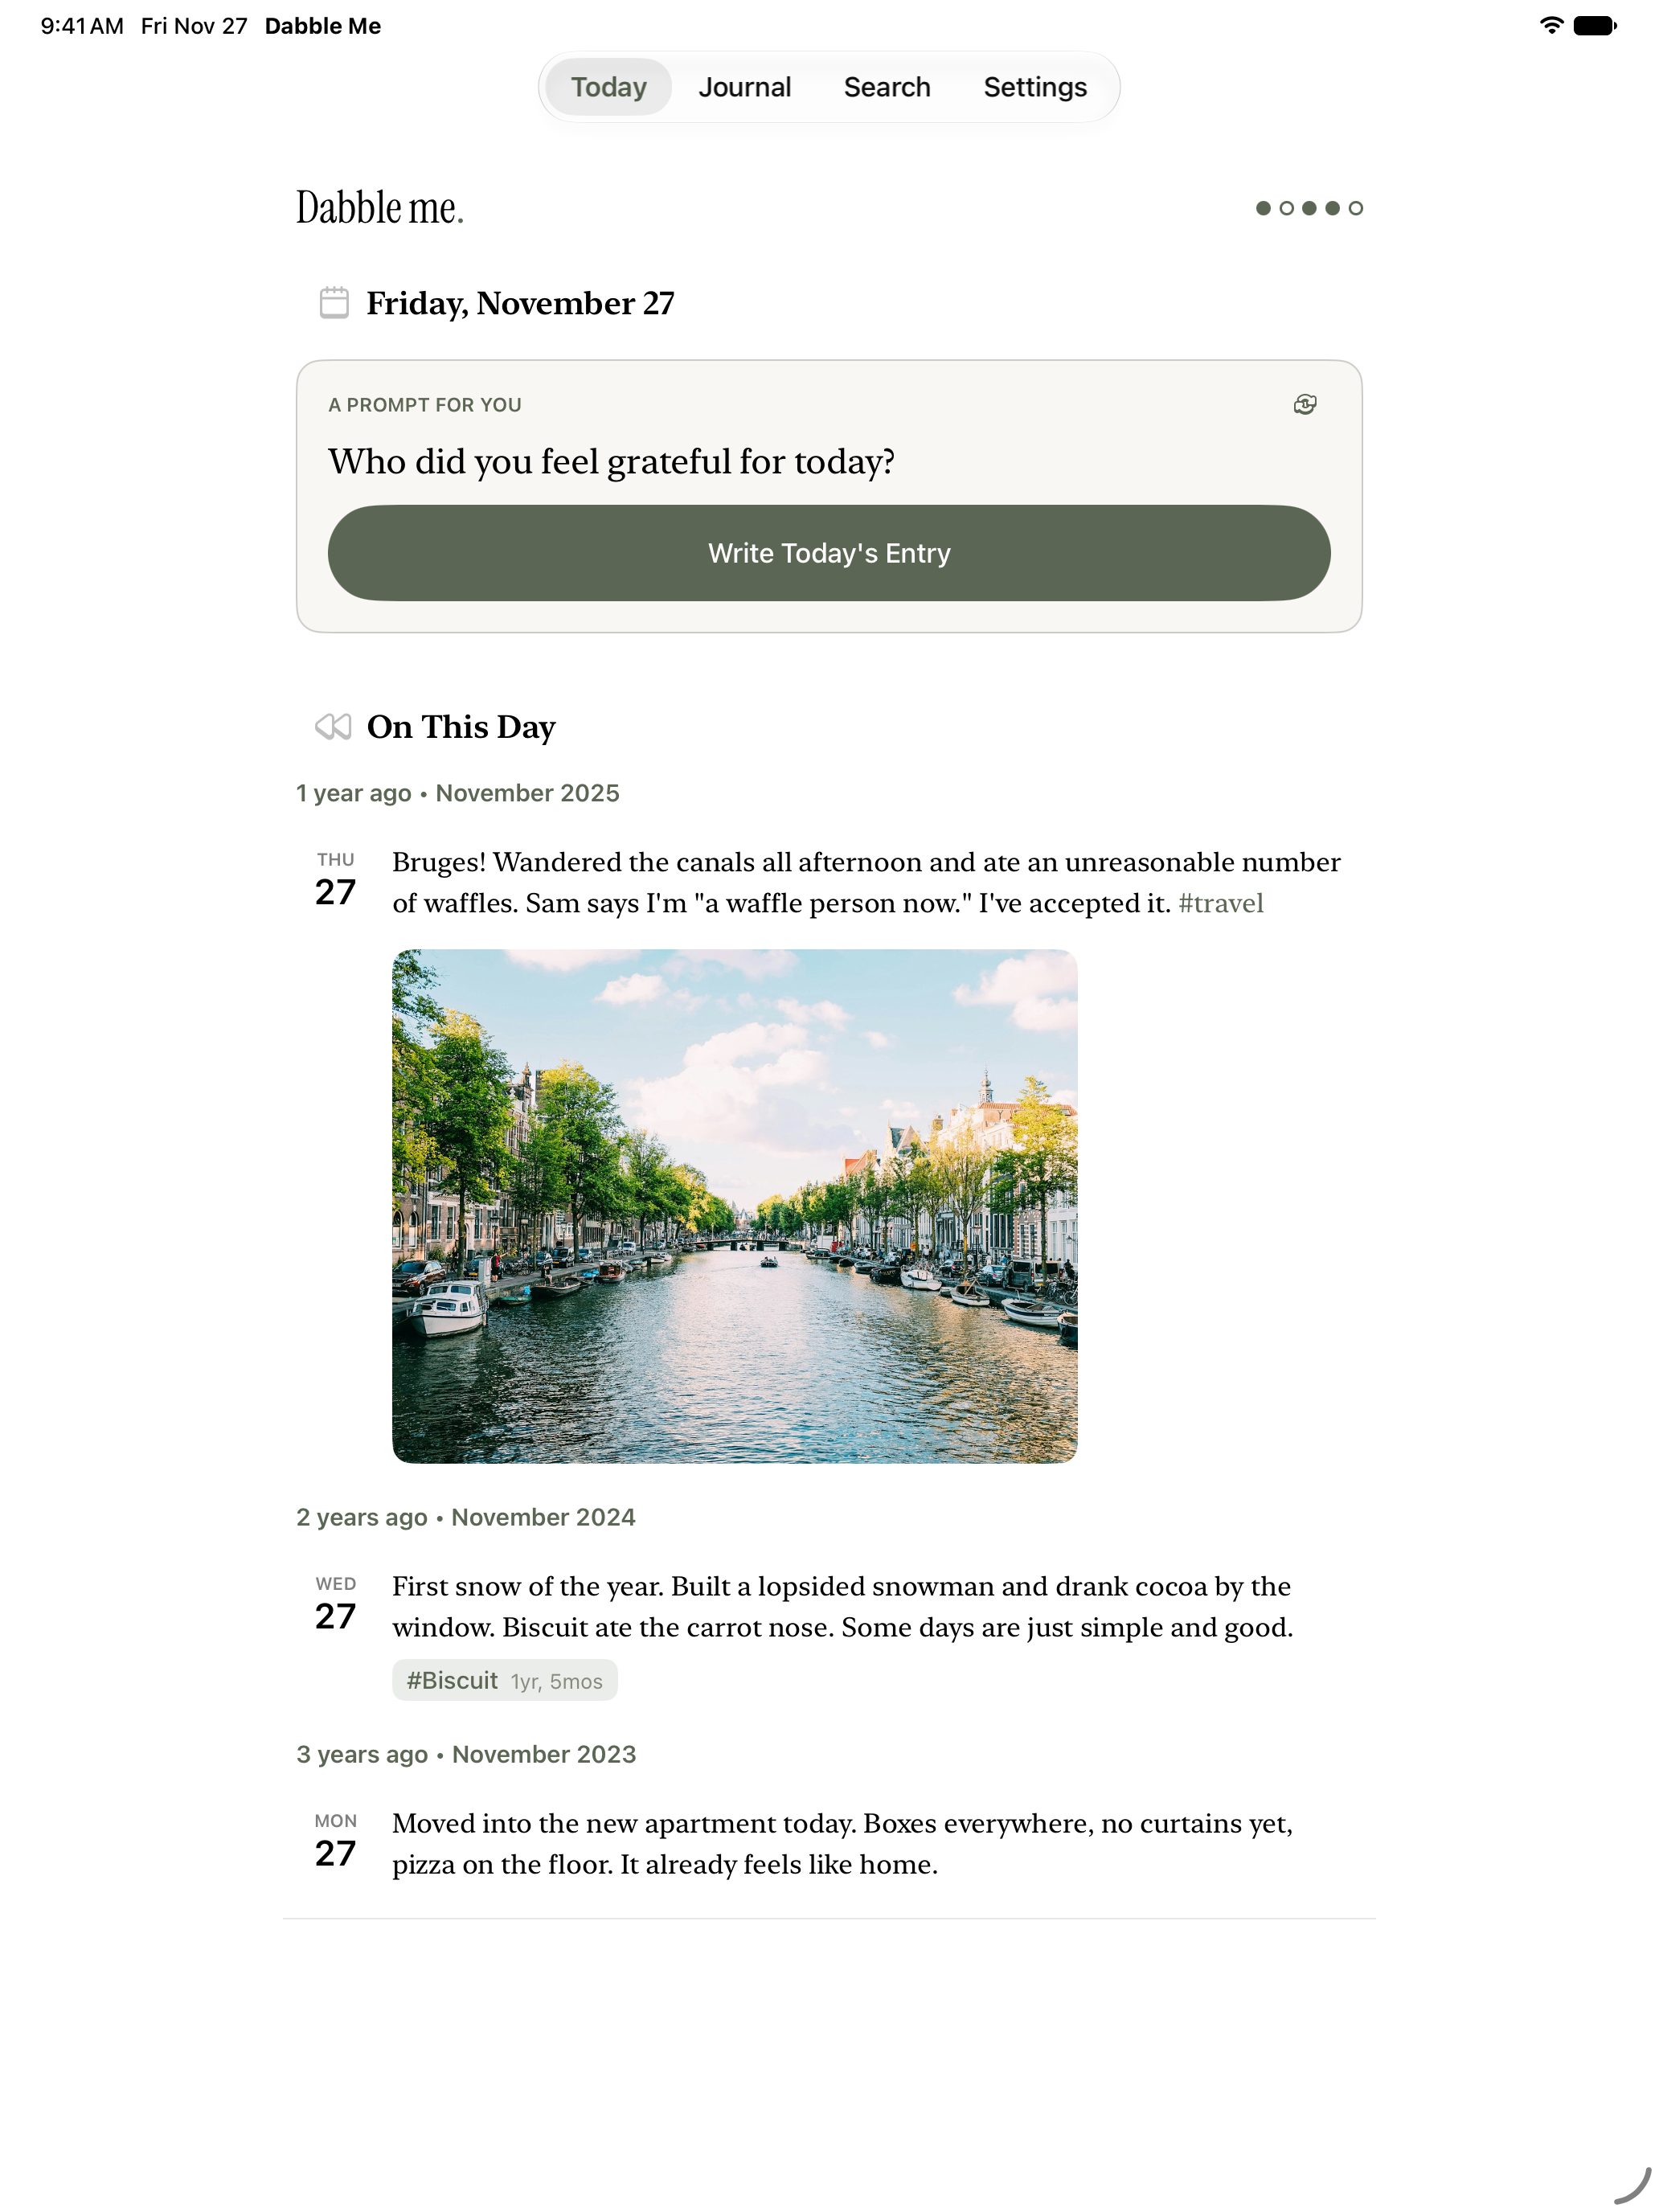 9:41 AM Fri Nov 27 Dabble Me
Today Journal Search Settings
Dabble me.
Friday, November 27
A PROMPT FOR YOU
Who did you feel grateful for today?
Write Today's Entry
On This Day
1 year ago • November 2025
THU
27
Bruges! Wandered the canals all afternoon and ate an unreasonable number
of waffles. Sam says I'm "a waffle person now." I've accepted it. #travel
2 years ago • November 2024
WED
27
First snow of the year. Built a lopsided snowman and drank cocoa by the
window. Biscuit ate the carrot nose. Some days are just simple and good.
#Biscuit 1yr, 5mos
3 years ago • November 2023
MON
27
Moved into the new apartment today. Boxes everywhere, no curtains yet,
pizza on the floor. It already feels like home.